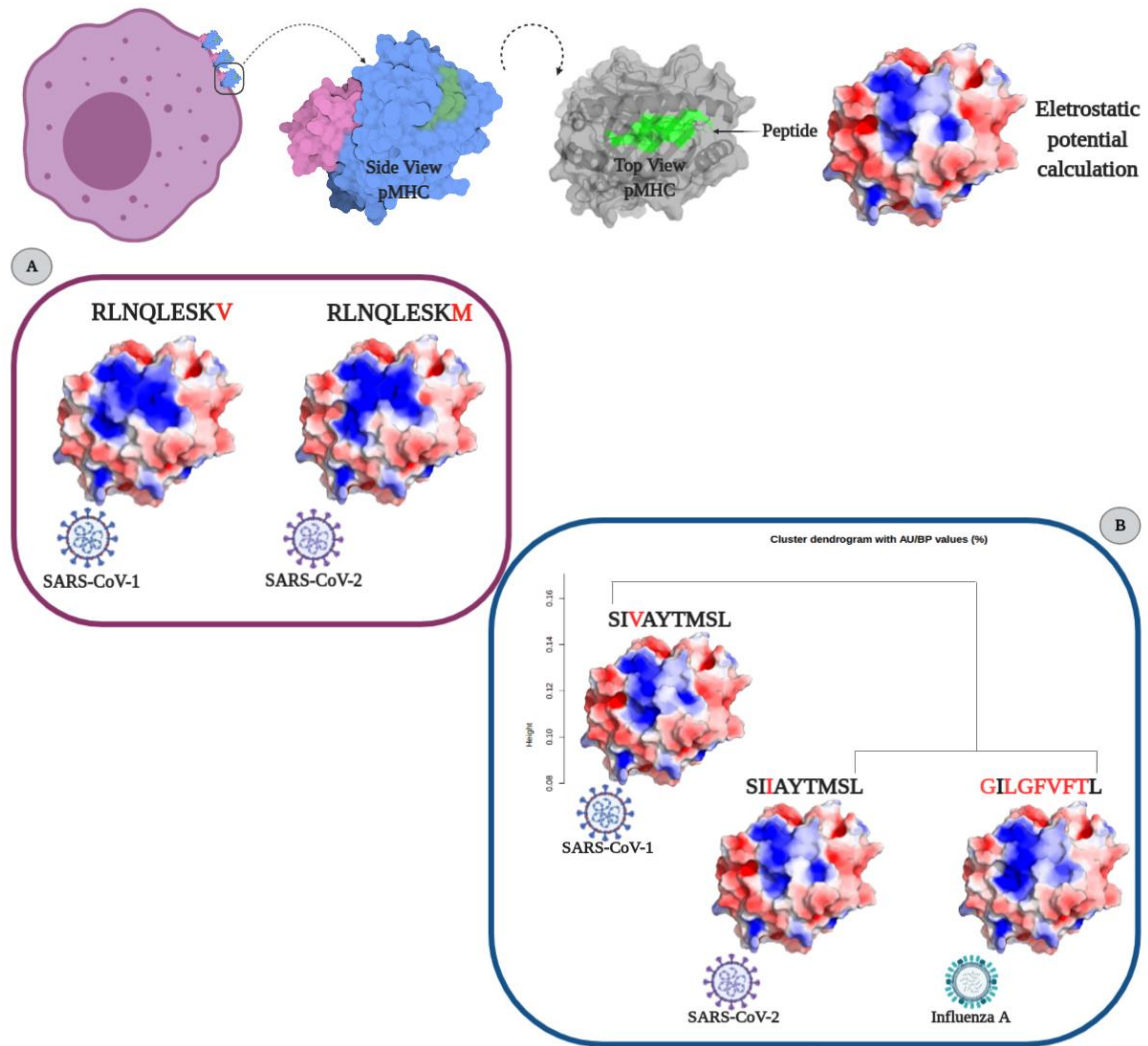 Side View
pMHC
Top View
pMHC
Peptide
Eletrostatic
potential
calculation
A
RLNQLESKV
RLNQLESKM
SARS-CoV-1
SARS-CoV-2
B
Cluster dendrogram with AU/BP values (%)
Height
0.16
0.14
0.12
0.10
0.08
SIVAYTMSL
SARS-CoV-1
SIIAYTMSL
GILGFVFTL
SARS-CoV-2
Influenza A